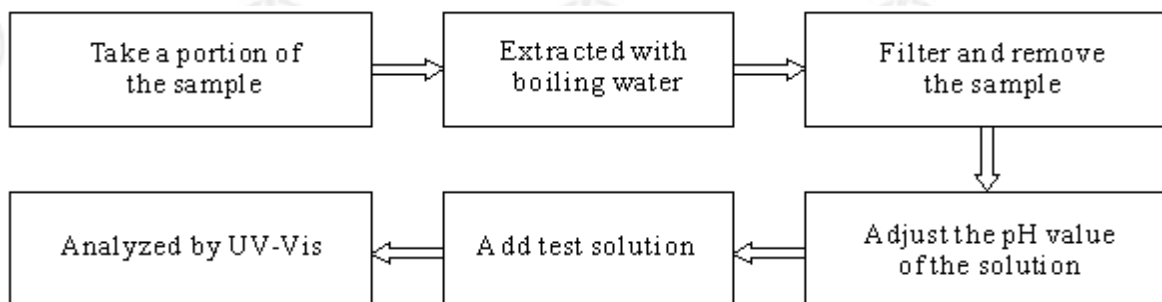 Take a portion of
the sample
Extracted with
boiling water
Filter and remove
the sample
Adjust the pH value
of the solution
Add test solution
Analyzed by UV-Vis